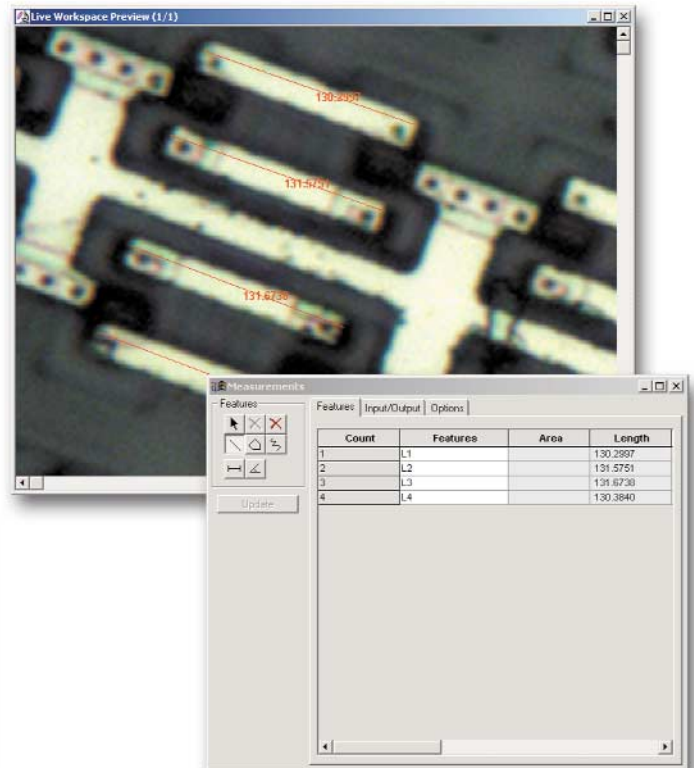 Live Workspace Preview (1/1)
130.2997
131.5751
131.6738
Measurements
Features
Update
Features Input/Output Options
Count Features Area Length
1 L1 130.2997
2 L2 131.5751
3 L3 131.6738
4 L4 130.3840